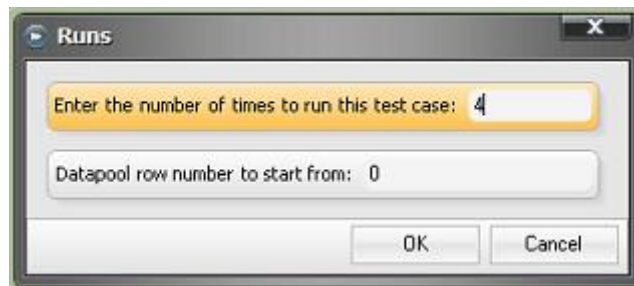 Runs
Enter the number of times to run this test case: 4
Datapool row number to start from: 0
OK Cancel